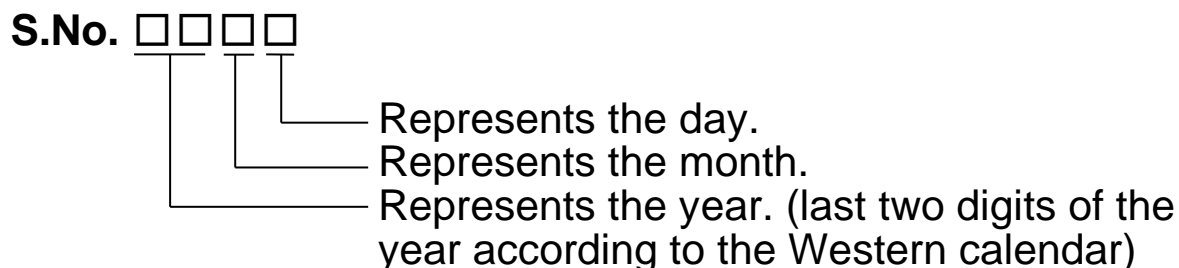 S.No. □□□□
Represents the day.
Represents the month.
Represents the year. (last two digits of the
year according to the Western calendar)